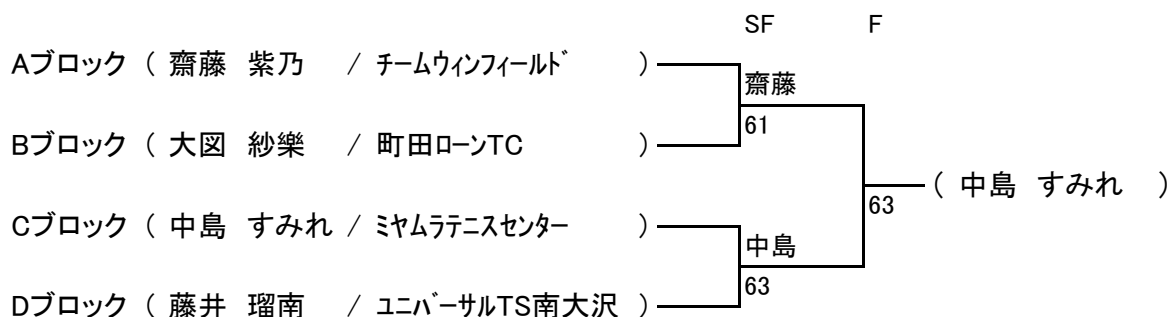 SF F
Aブロック ( 齋藤 紫乃 / チームウィンフィールド )
齋藤
61
Bブロック ( 大図 紗樂 / 町田ローンTC )
( 中島 すみれ )
63
Cブロック ( 中島 すみれ / ミヤムラテニスセンター )
中島
63
Dブロック ( 藤井 瑠南 / ユニバーサルTS南大沢 )